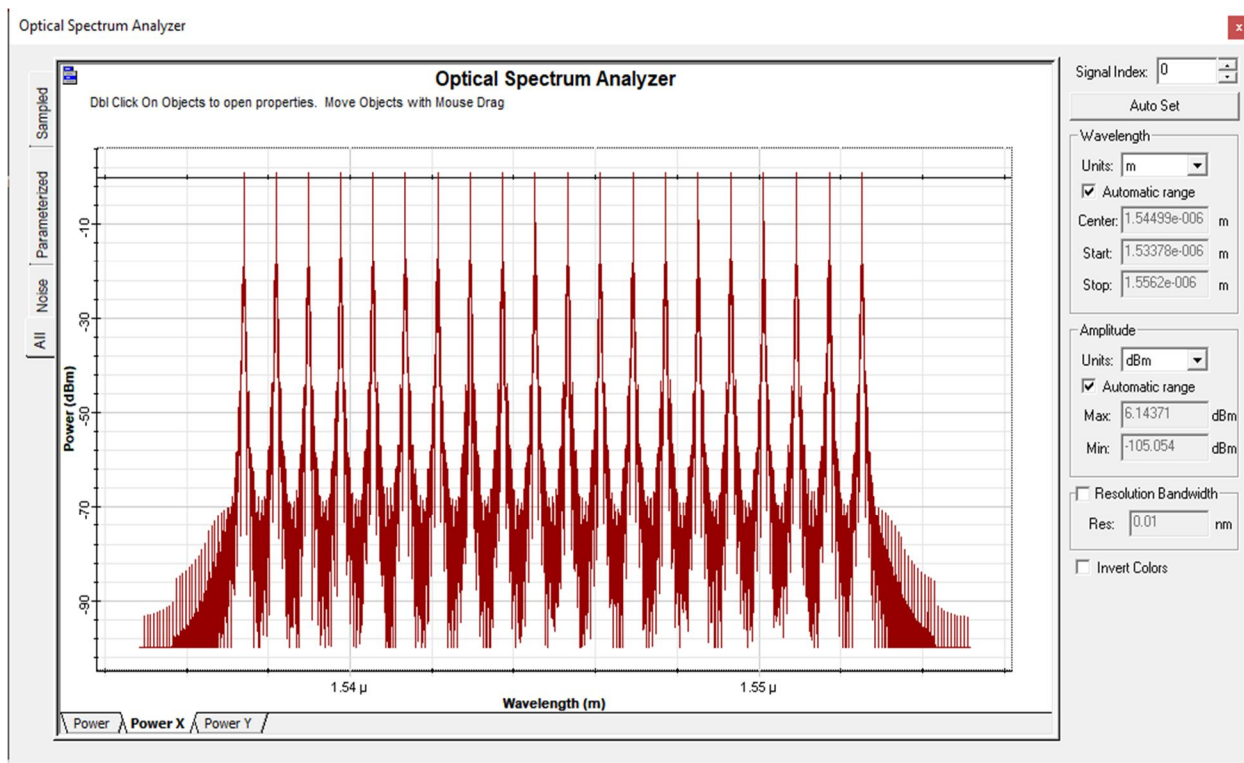 Optical Spectrum Analyzer
x
Optical Spectrum Analyzer
Dbl Click On Objects to open properties. Move Objects with Mouse Drag
Sampled
Parameterized
Noise
All
Power (dBm)
-10
-30
-50
-70
-90
1.54 µ
1.55 µ
Wavelength (m)
Power
Power X
Power Y
Signal Index: 0
Auto Set
Wavelength
Units: m
Automatic range
Center: 1.54499e-006 m
Start: 1.53378e-006 m
Stop: 1.5562e-006 m
Amplitude
Units: dBm
Automatic range
Max: 6.14371 dBm
Min: -105.054 dBm
Resolution Bandwidth
Res: 0.01 nm
Invert Colors